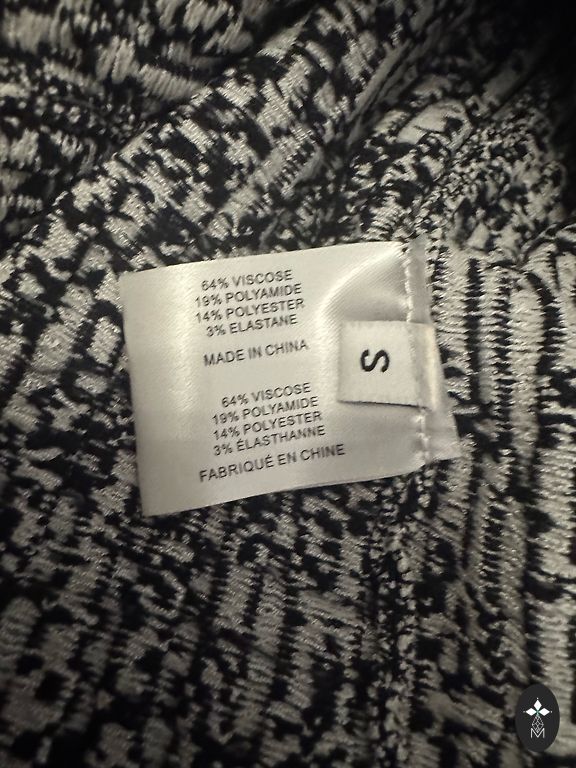 64% VISCOSE
19% POLYAMIDE
14% POLYESTER
3% ELASTANE
MADE IN CHINA
S
64% VISCOSE
19% POLYAMIDE
14% POLYESTER
3% ÉLASTHANNE
FABRIQUÉ EN CHINE
M